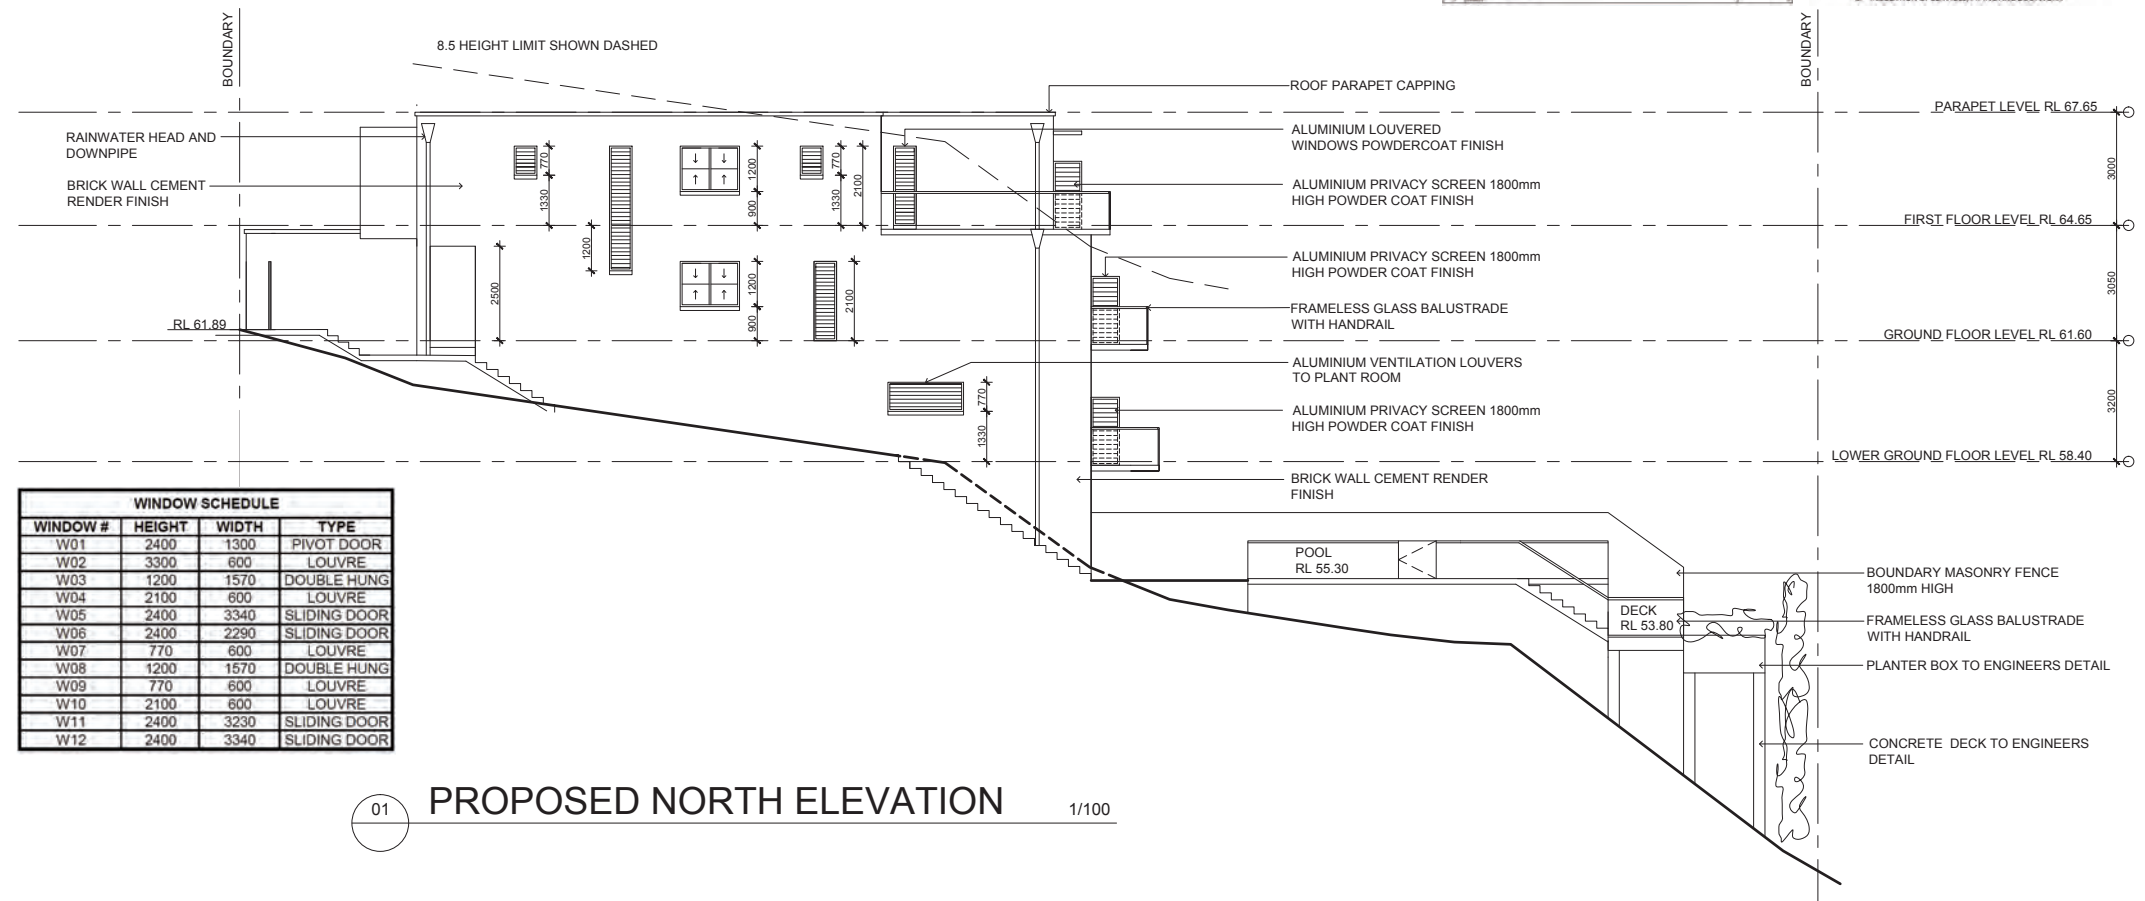 BOUNDARY
BOUNDARY
8.5 HEIGHT LIMIT SHOWN DASHED
ROOF PARAPET CAPPING
PARAPET LEVEL RL 67.65
RAINWATER HEAD AND
DOWNPIPE
ALUMINIUM LOUVERED
WINDOWS POWDERCOAT FINISH
BRICK WALL CEMENT
RENDER FINISH
ALUMINIUM PRIVACY SCREEN 1800mm
HIGH POWDER COAT FINISH
770
1330
1200
900
770
1330
2100
3000
FIRST FLOOR LEVEL RL 64.65
1200
ALUMINIUM PRIVACY SCREEN 1800mm
HIGH POWDER COAT FINISH
2500
1200
900
2100
3050
FRAMELESS GLASS BALUSTRADE
WITH HANDRAIL
RL 61.89
GROUND FLOOR LEVEL RL 61.60
ALUMINIUM VENTILATION LOUVERS
TO PLANT ROOM
770
1330
3200
ALUMINIUM PRIVACY SCREEN 1800mm
HIGH POWDER COAT FINISH
LOWER GROUND FLOOR LEVEL RL 58.40
BRICK WALL CEMENT RENDER
FINISH
WINDOW SCHEDULE
WINDOW # HEIGHT WIDTH TYPE
W01 2400 1300 PIVOT DOOR
W02 3300 600 LOUVRE
W03 1200 1570 DOUBLE HUNG
W04 2100 600 LOUVRE
W05 2400 3340 SLIDING DOOR
W06 2400 2290 SLIDING DOOR
W07 770 600 LOUVRE
W08 1200 1570 DOUBLE HUNG
W09 770 600 LOUVRE
W10 2100 600 LOUVRE
W11 2400 3230 SLIDING DOOR
W12 2400 3340 SLIDING DOOR
POOL
RL 55.30
BOUNDARY MASONRY FENCE
1800mm HIGH
DECK
RL 53.80
FRAMELESS GLASS BALUSTRADE
WITH HANDRAIL
PLANTER BOX TO ENGINEERS DETAIL
CONCRETE DECK TO ENGINEERS
DETAIL
01 PROPOSED NORTH ELEVATION 1/100